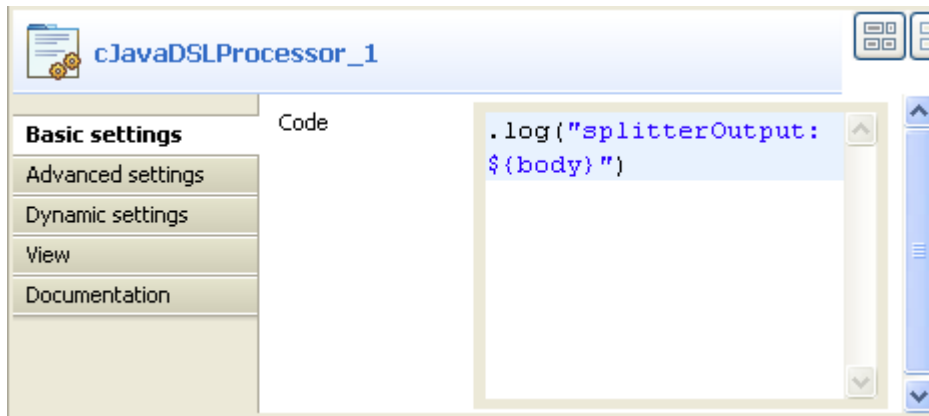 cJavaDSLProcessor_1
Basic settings
Advanced settings
Dynamic settings
View
Documentation
Code
.log("splitterOutput:
${body}")